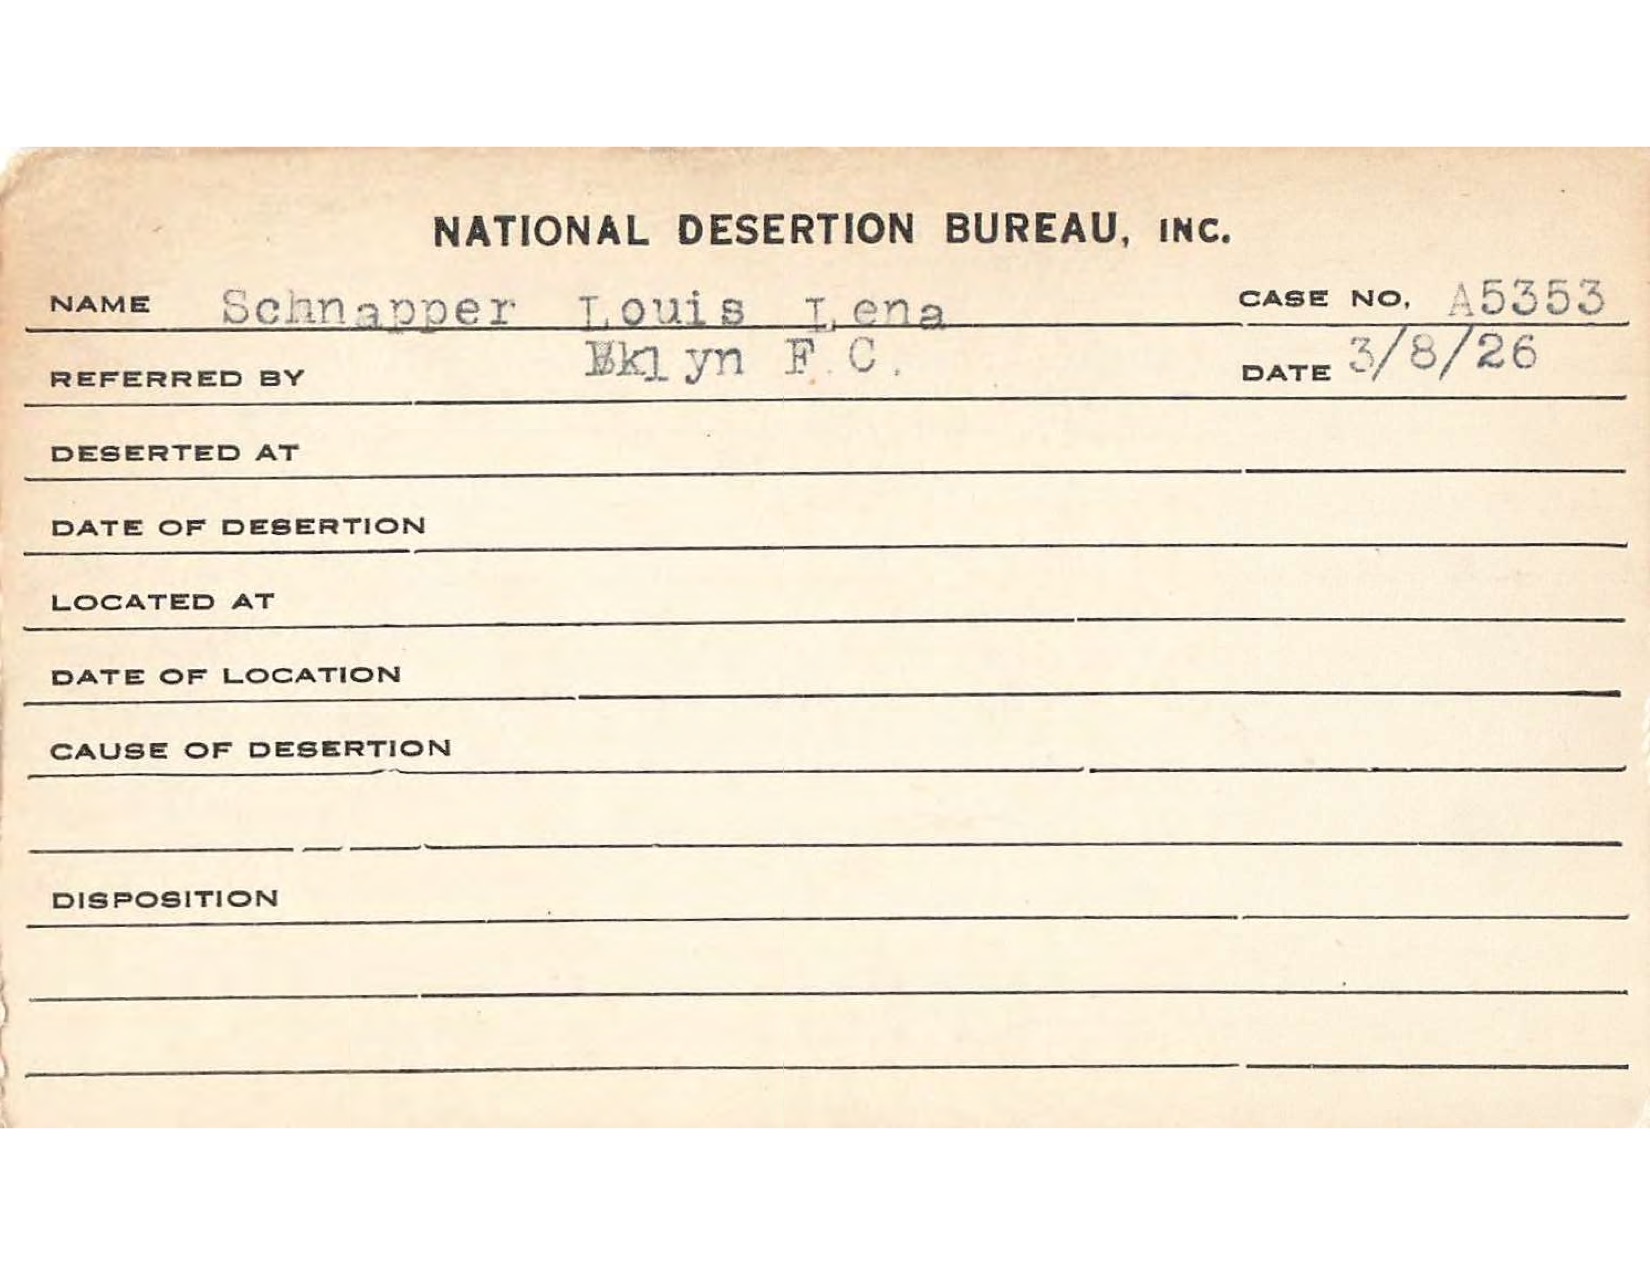 NATIONAL DESERTION BUREAU, INC.
NAME Schnapper Louis Lena CASE NO. A5353
REFERRED BY Bklyn F.C. DATE 3/8/26
DESERTED AT
DATE OF DESERTION
LOCATED AT
DATE OF LOCATION
CAUSE OF DESERTION
DISPOSITION